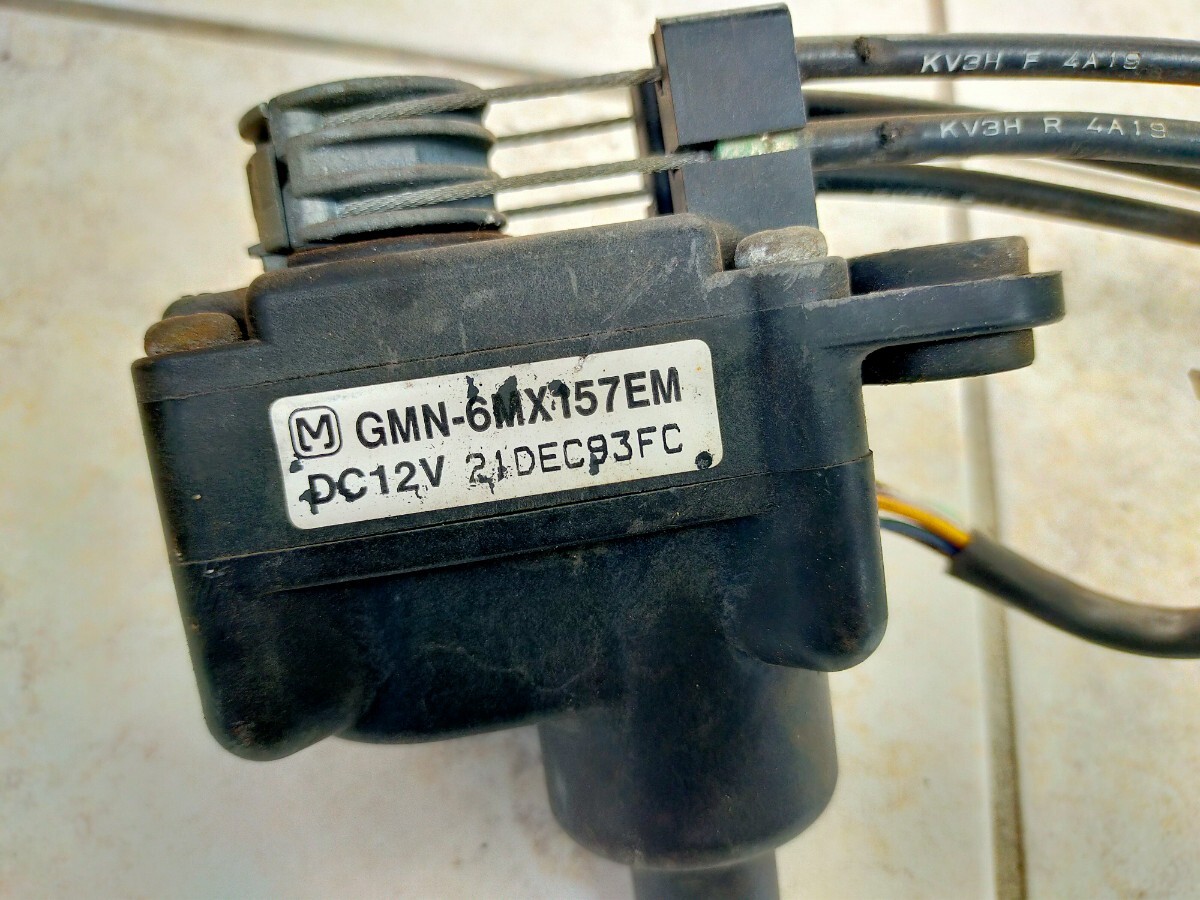 KV3H F 4A19
KV3H R 4A19
M GMN-6MX157EM
DC12V 21DEC93FC